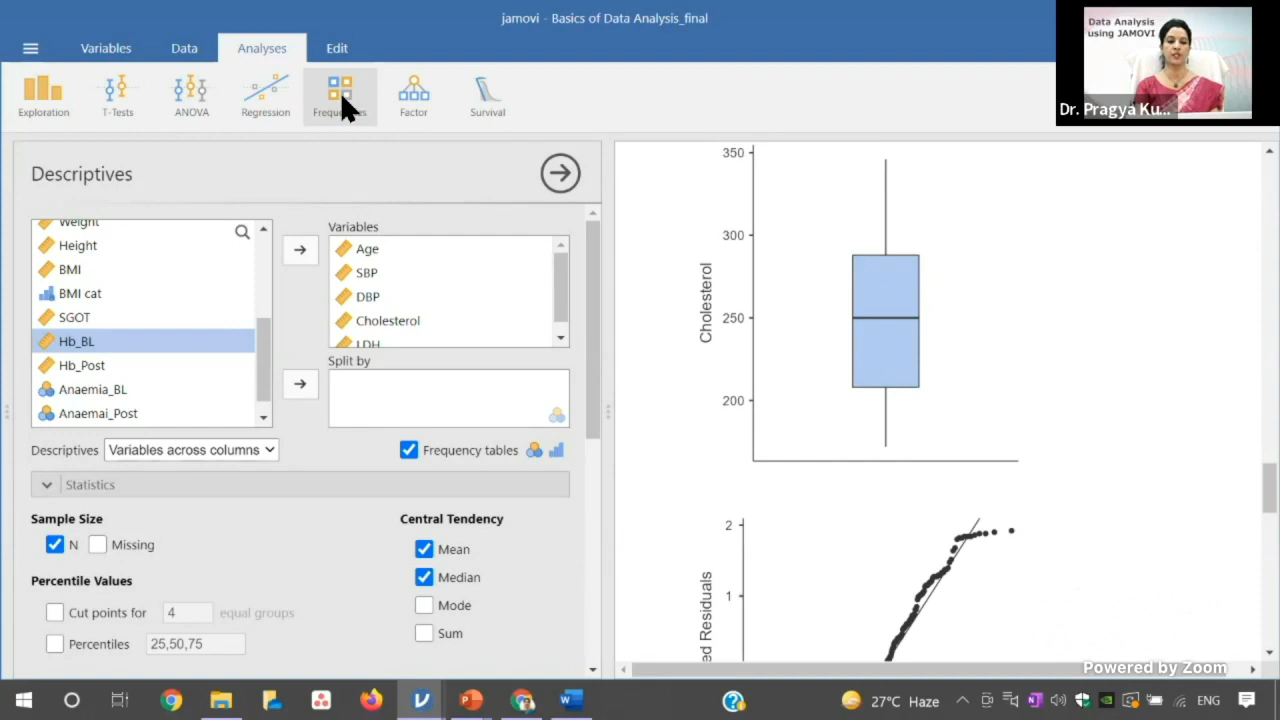 jamovi - Basics of Data Analysis_final
Variables
Data
Analyses
Edit
Exploration
T-Tests
ANOVA
Regression
Factor
Survival
Data Analysis
using JAMOVI
Dr. Pragya Ku...
Descriptives
Weight
Height
BMI
BMI cat
SGOT
Hb_BL
Hb_Post
Anaemia_BL
Anaemai_Post
Variables
Age
SBP
DBP
Cholesterol
LDH
Split by
Descriptives
Variables across columns
Frequency tables
Statistics
Sample Size
N
Missing
Percentile Values
Cut points for
4
equal groups
Percentiles
25,50,75
Central Tendency
Mean
Median
Mode
Sum
350
300
250
200
Cholesterol
2
1
ed Residuals
Powered by Zoom
27°C Haze
ENG